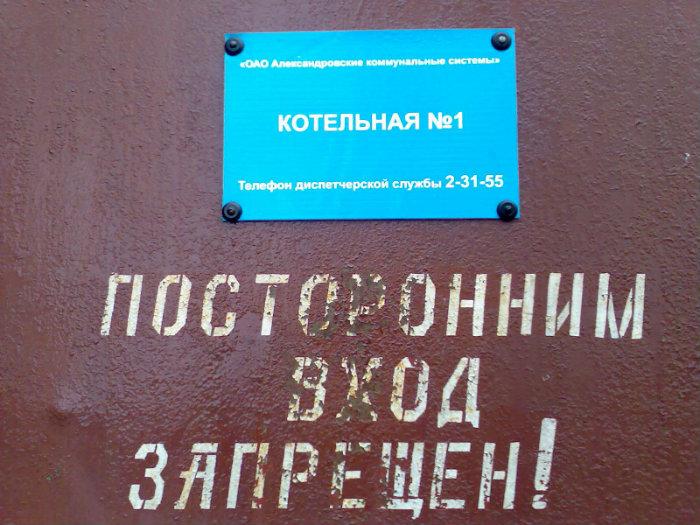 «ОАО Александровские коммунальные системы»
КОТЕЛЬНАЯ №1
Телефон диспетчерской службы 2-31-55
ПОСТОРОННИМ
ВХОД
ЗАПРЕЩЕН!